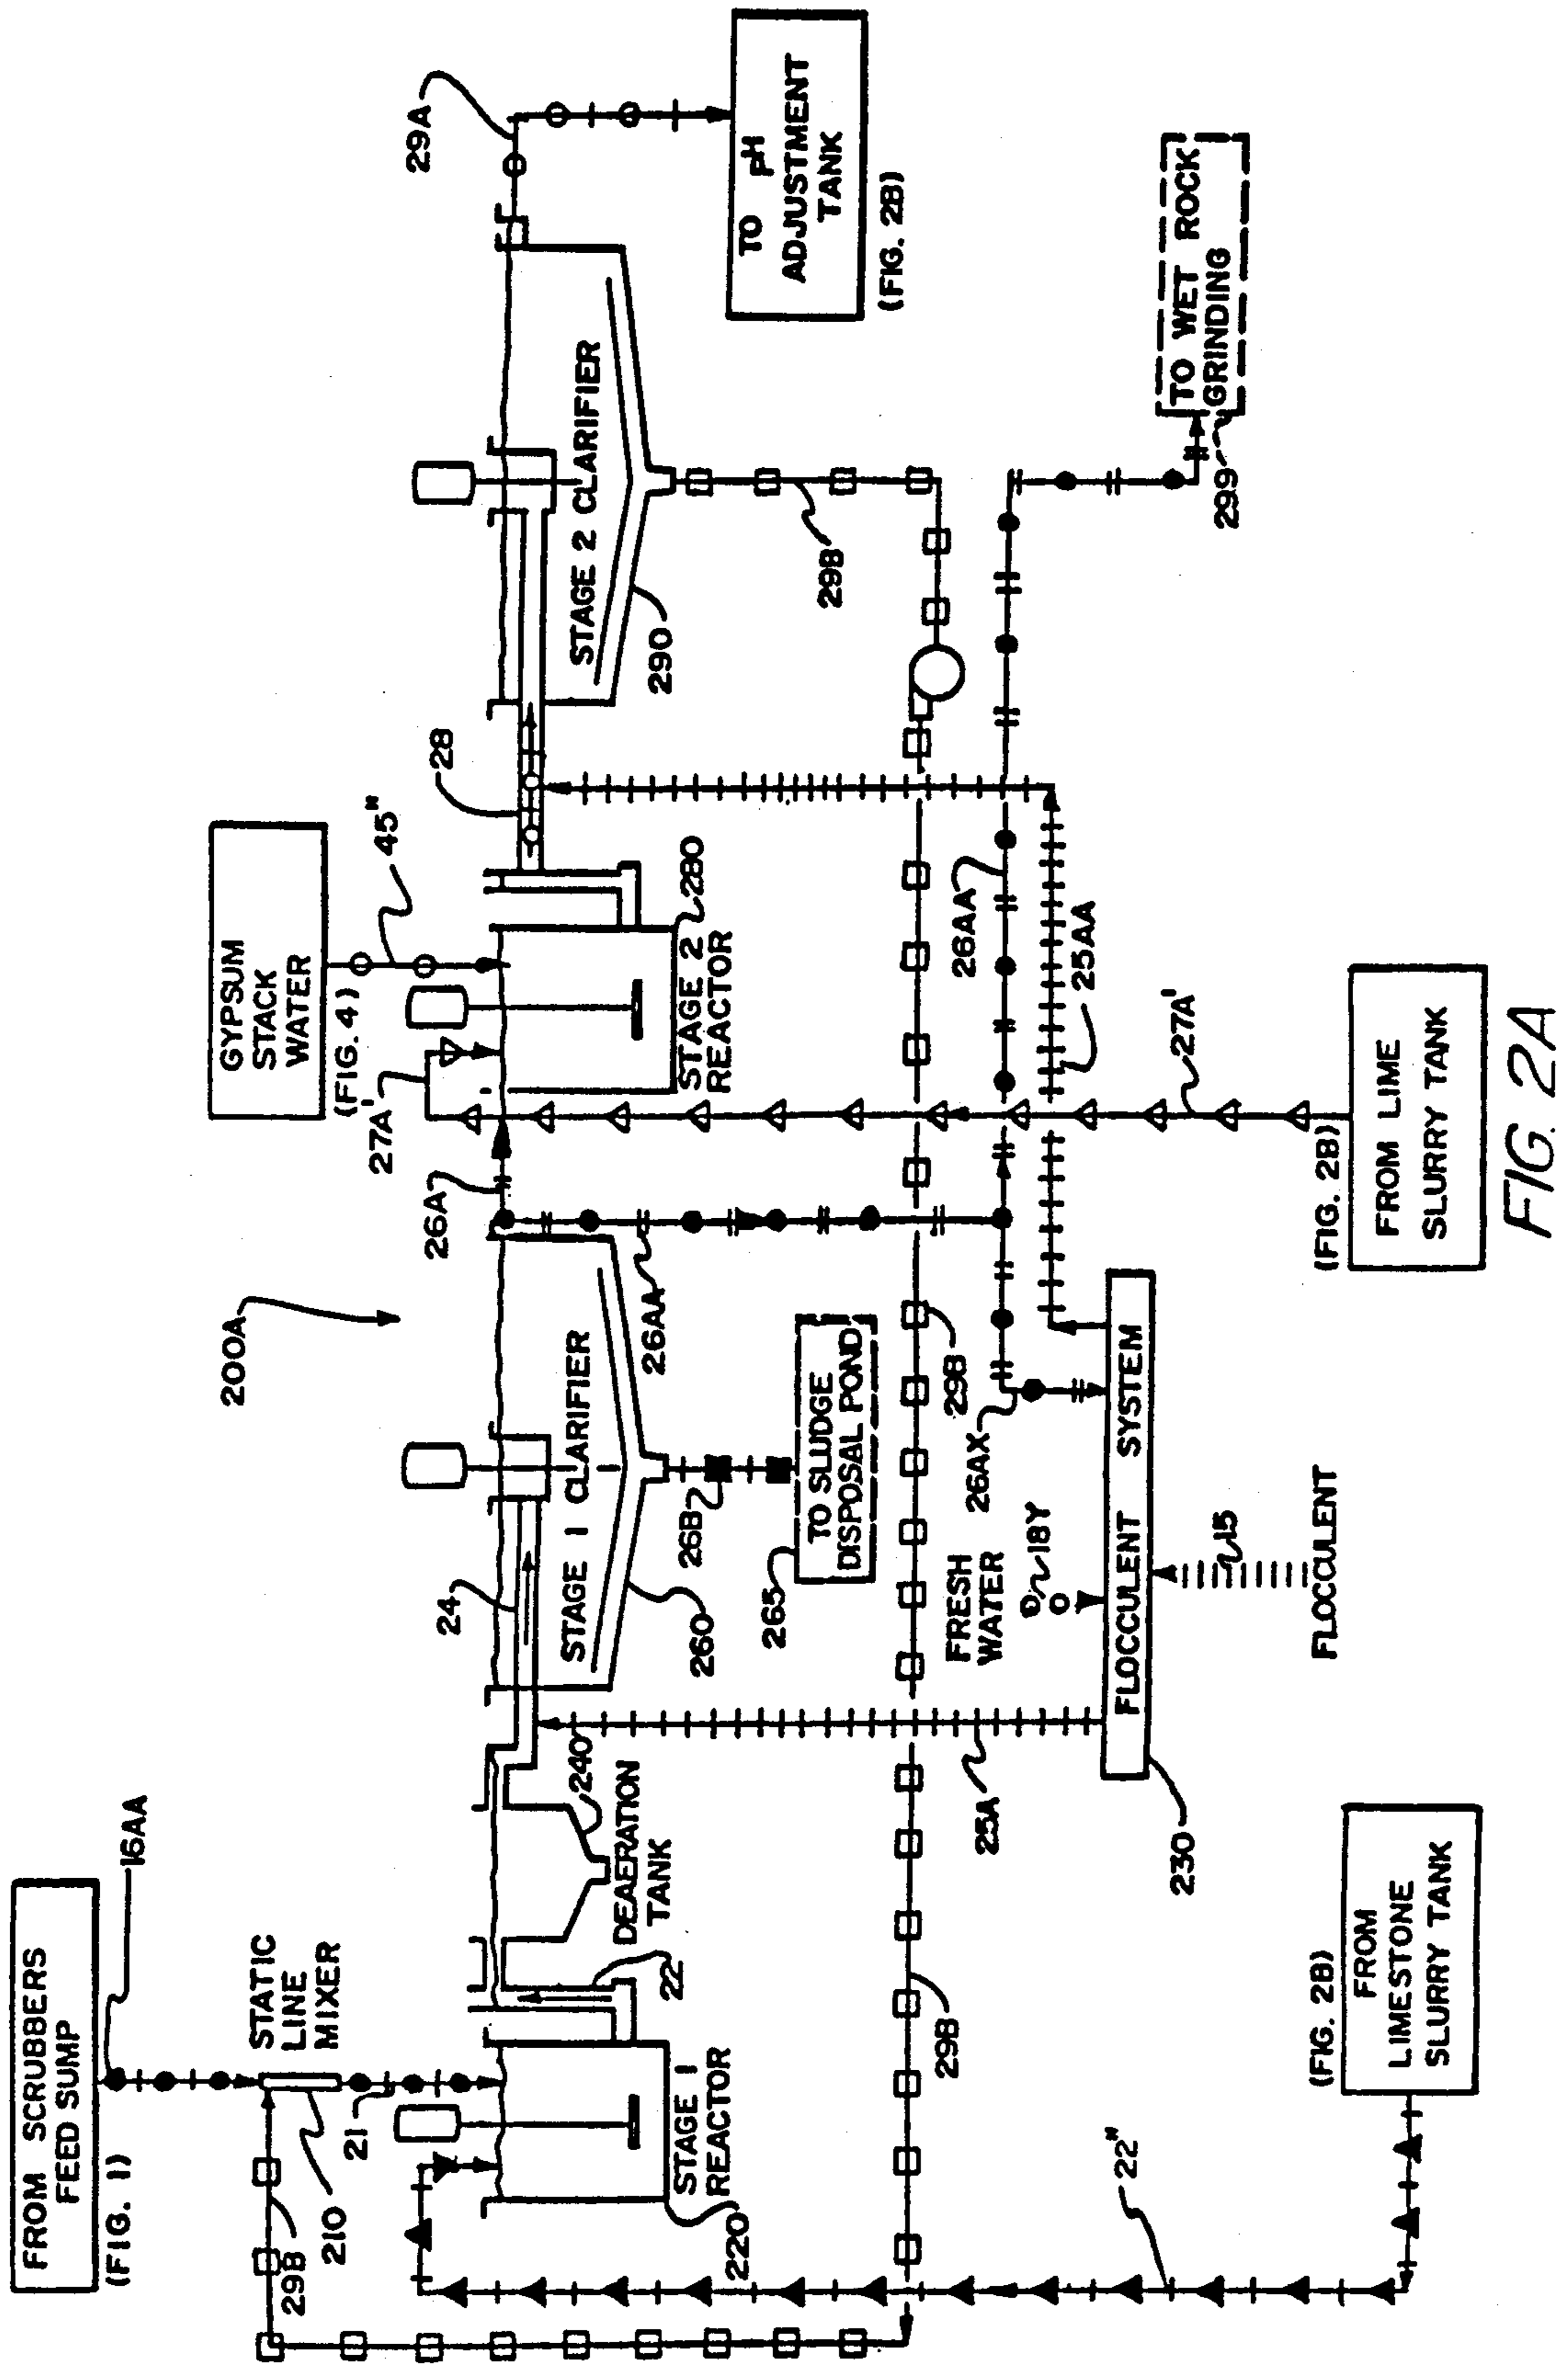 FROM SCRUBBERS
FEED SUMP
(FIG. 1)
16AA
STATIC
LINE
MIXER
29B
210
21
STAGE 1
REACTOR
220
22
DEAERATION
TANK
240
24
STAGE 1 CLARIFIER
260
26B
265
TO SLUDGE
DISPOSAL POND
200A
26A
26AA
27A'
GYPSUM
STACK
WATER
(FIG. 4)
45"
STAGE 2
REACTOR
280
28
STAGE 2 CLARIFIER
290
29B
29A
TO PH
ADJUSTMENT
TANK
(FIG. 2B)
TO WET ROCK
GRINDING
299
26AA
25AA
27A'
29B
26AX
FRESH
WATER
18Y
FLOCCULENT SYSTEM
15
FLOCCULENT
230
25A
29B
22"
(FIG. 2B)
FROM
LIMESTONE
SLURRY TANK
(FIG. 2B)
FROM LIME
SLURRY TANK
FIG. 2A